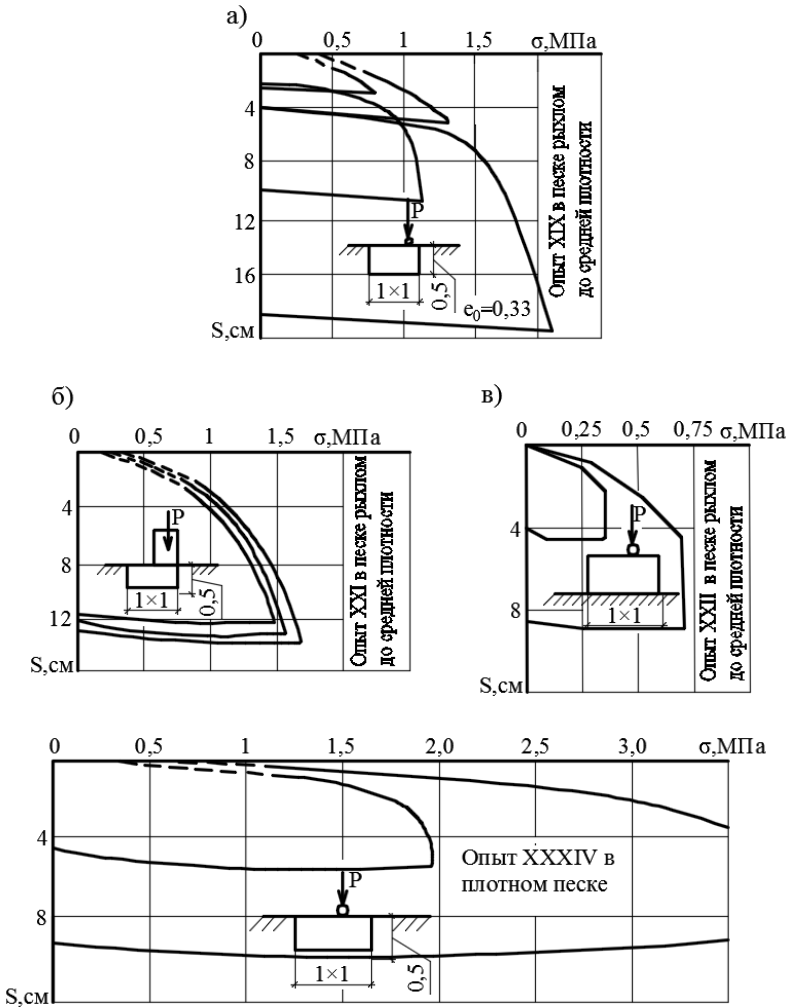 а)
0 0,5 1 1,5 σ,МПа
4
8
12
16
S,см
P
1×1
0,5
e₀=0,33
Опыт XIX в песке рыхлом
до средней плотности
б)
0 0,5 1 1,5 σ,МПа
4
8
12
S,см
P
1×1
0,5
Опыт XXI в песке рыхлом
до средней плотности
в)
0 0,25 0,5 0,75 σ,МПа
4
8
S,см
P
1×1
Опыт XXII в песке рыхлом
до средней плотности
0 0,5 1 1,5 2,0 2,5 3,0 σ,МПа
4
8
S,см
Опыт XXXIV в
плотном песке
P
1×1
0,5